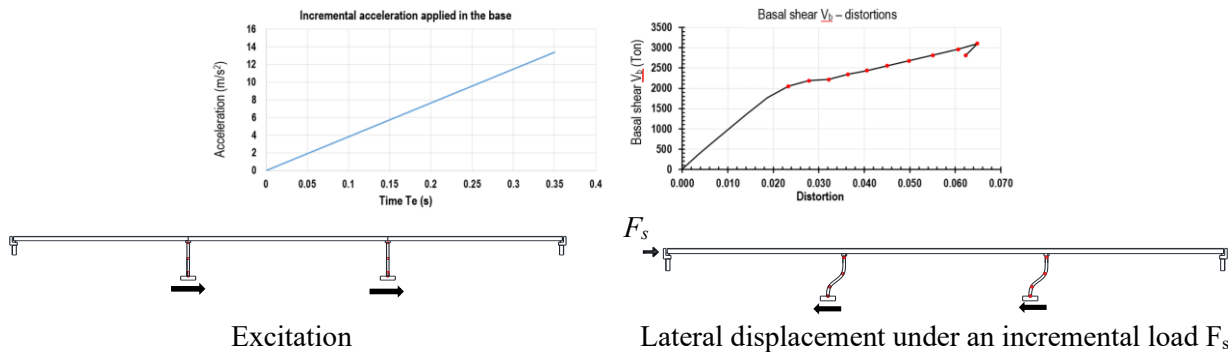 Incremental acceleration applied in the base
Acceleration (m/s²)
16
14
12
10
8
6
4
2
0
0 0.05 0.1 0.15 0.2 0.25 0.3 0.35 0.4
Time Te (s)
Basal shear Vb – distortions
Basal shear Vb (Ton)
3500
3000
2500
2000
1500
1000
500
0
0.000 0.010 0.020 0.030 0.040 0.050 0.060 0.070
Distortion
Fs
Excitation
Lateral displacement under an incremental load Fs